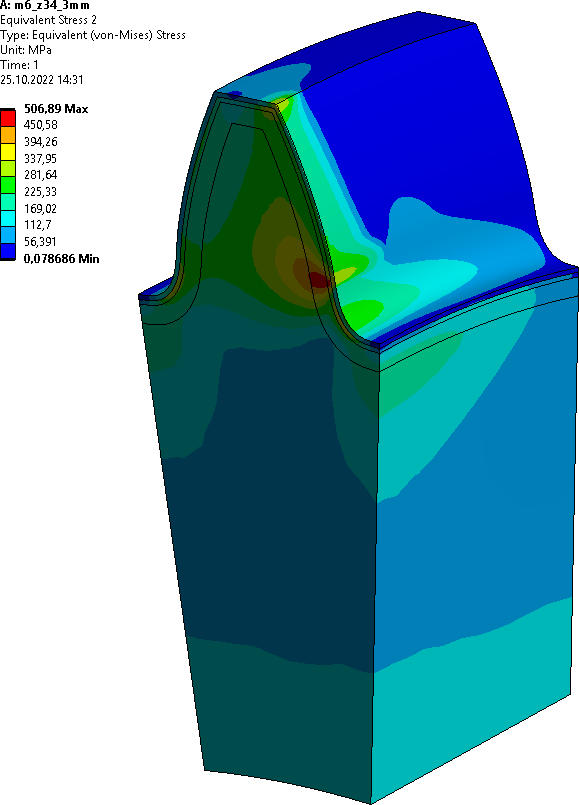 A: m6_z34_3mm
Equivalent Stress 2
Type: Equivalent (von-Mises) Stress
Unit: MPa
Time: 1
25.10.2022 14:31
506,89 Max
450,58
394,26
337,95
281,64
225,33
169,02
112,7
56,391
0,078686 Min